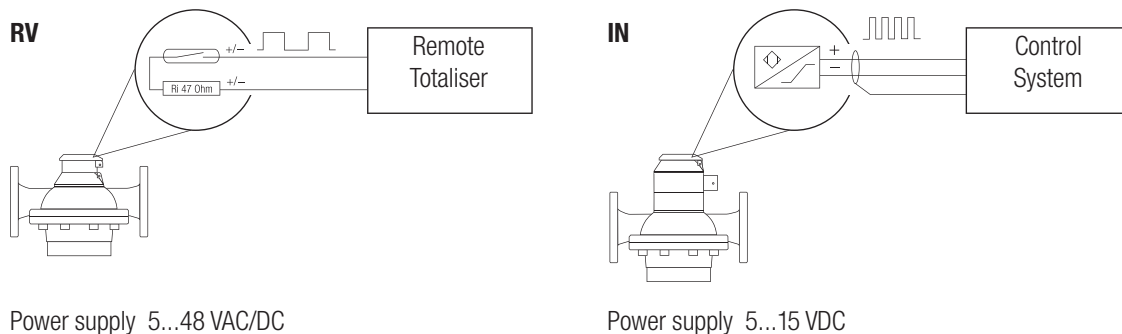 RV
+/–
Ri 47 Ohm
+/–
Remote
Totaliser
Power supply 5...48 VAC/DC
IN
+
–
Control
System
Power supply 5...15 VDC